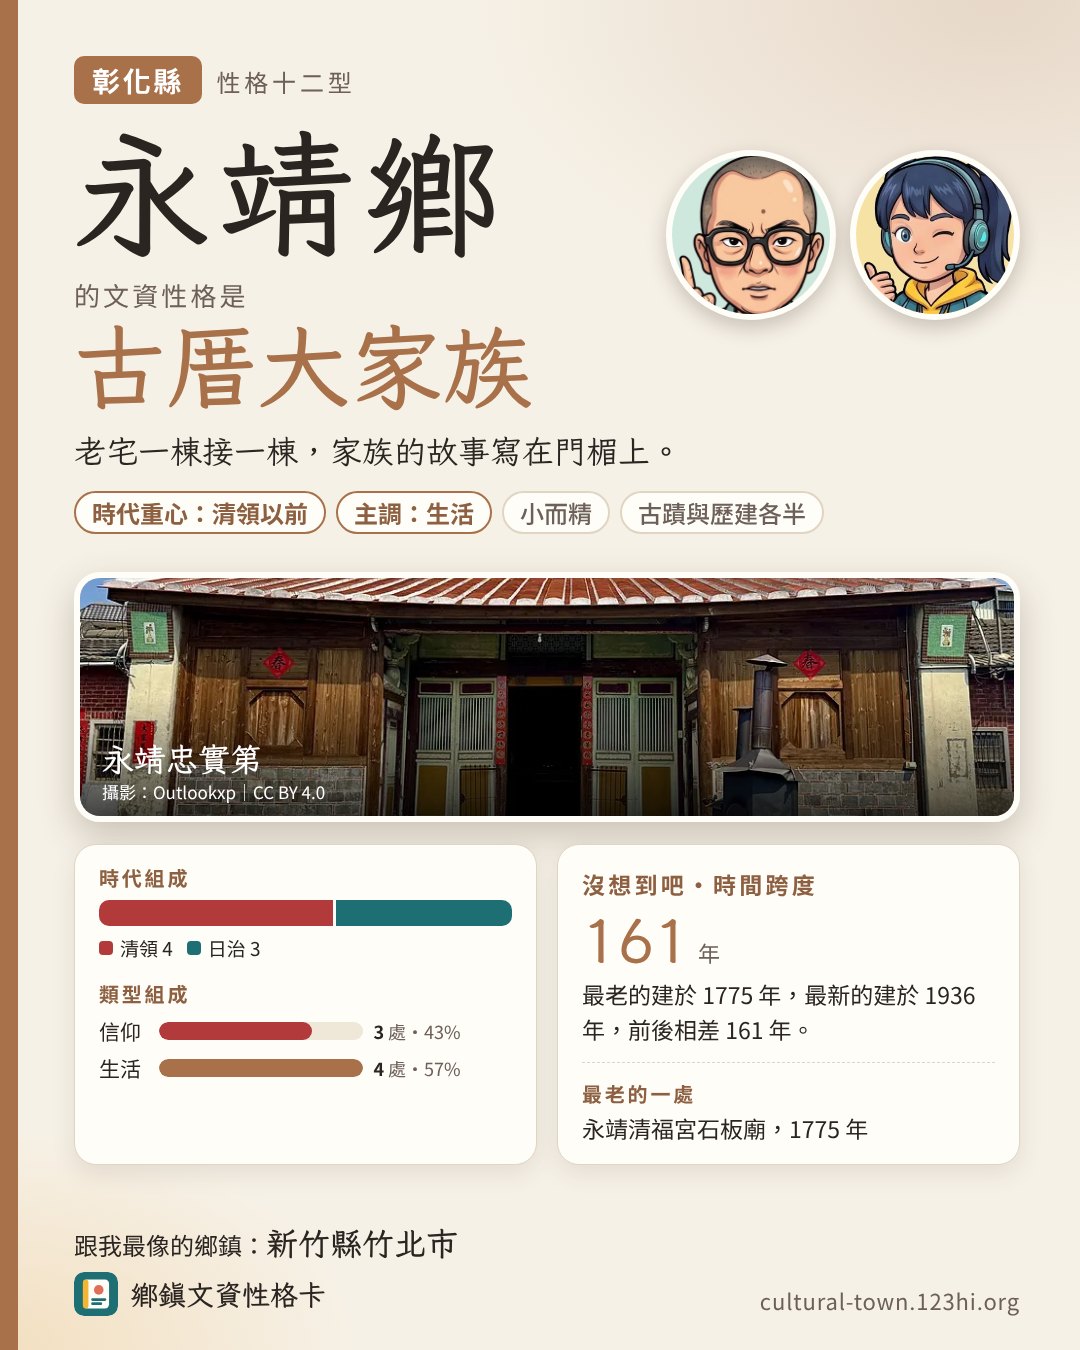 彰化縣 性格十二型
永靖鄉
的文資性格是
古厝大家族
老宅一棟接一棟，家族的故事寫在門楣上。
時代重心：清領以前 主調：生活 小而精 古蹟與歷建各半
春 春
永靖忠實第
攝影：Outlookxp｜CC BY 4.0
時代組成
清領 4 日治 3
類型組成
信仰 3 處・43%
生活 4 處・57%
沒想到吧・時間跨度
161 年
最老的建於 1775 年，最新的建於 1936
年，前後相差 161 年。
最老的一處
永靖清福宮石板廟，1775 年
跟我最像的鄉鎮：新竹縣竹北市
鄉鎮文資性格卡
cultural-town.123hi.org